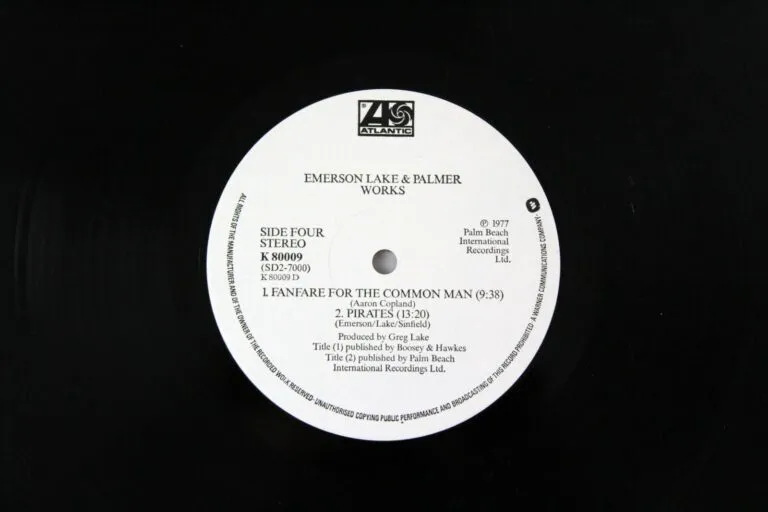 ATLANTIC
EMERSON LAKE & PALMER
WORKS
SIDE FOUR
STEREO
K 80009
(SD2-7000)
K 80009 D
℗ 1977
Palm Beach
International
Recordings
Ltd.
1. FANFARE FOR THE COMMON MAN (9:38)
(Aaron Copland)
2. PIRATES (13:20)
(Emerson/Lake/Sinfield)
Produced by Greg Lake
Title (1) published by Boosey & Hawkes
Title (2) published by Palm Beach
International Recordings Ltd.
ALL RIGHTS OF THE MANUFACTURER AND OF THE OWNER OF THE RECORDED WORK RESERVED · UNAUTHORISED COPYING PUBLIC PERFORMANCE AND BROADCASTING OF THIS RECORD PROHIBITED · A WARNER COMMUNICATIONS COMPANY ·